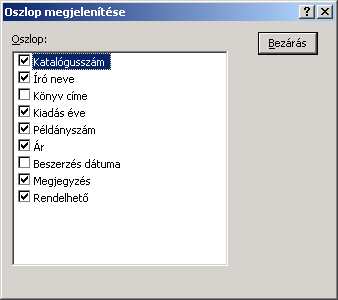 Oszlop megjelenítése
Oszlop:
Katalógusszám
Író neve
Könyv címe
Kiadás éve
Példányszám
Ár
Beszerzés dátuma
Megjegyzés
Rendelhető
Bezárás